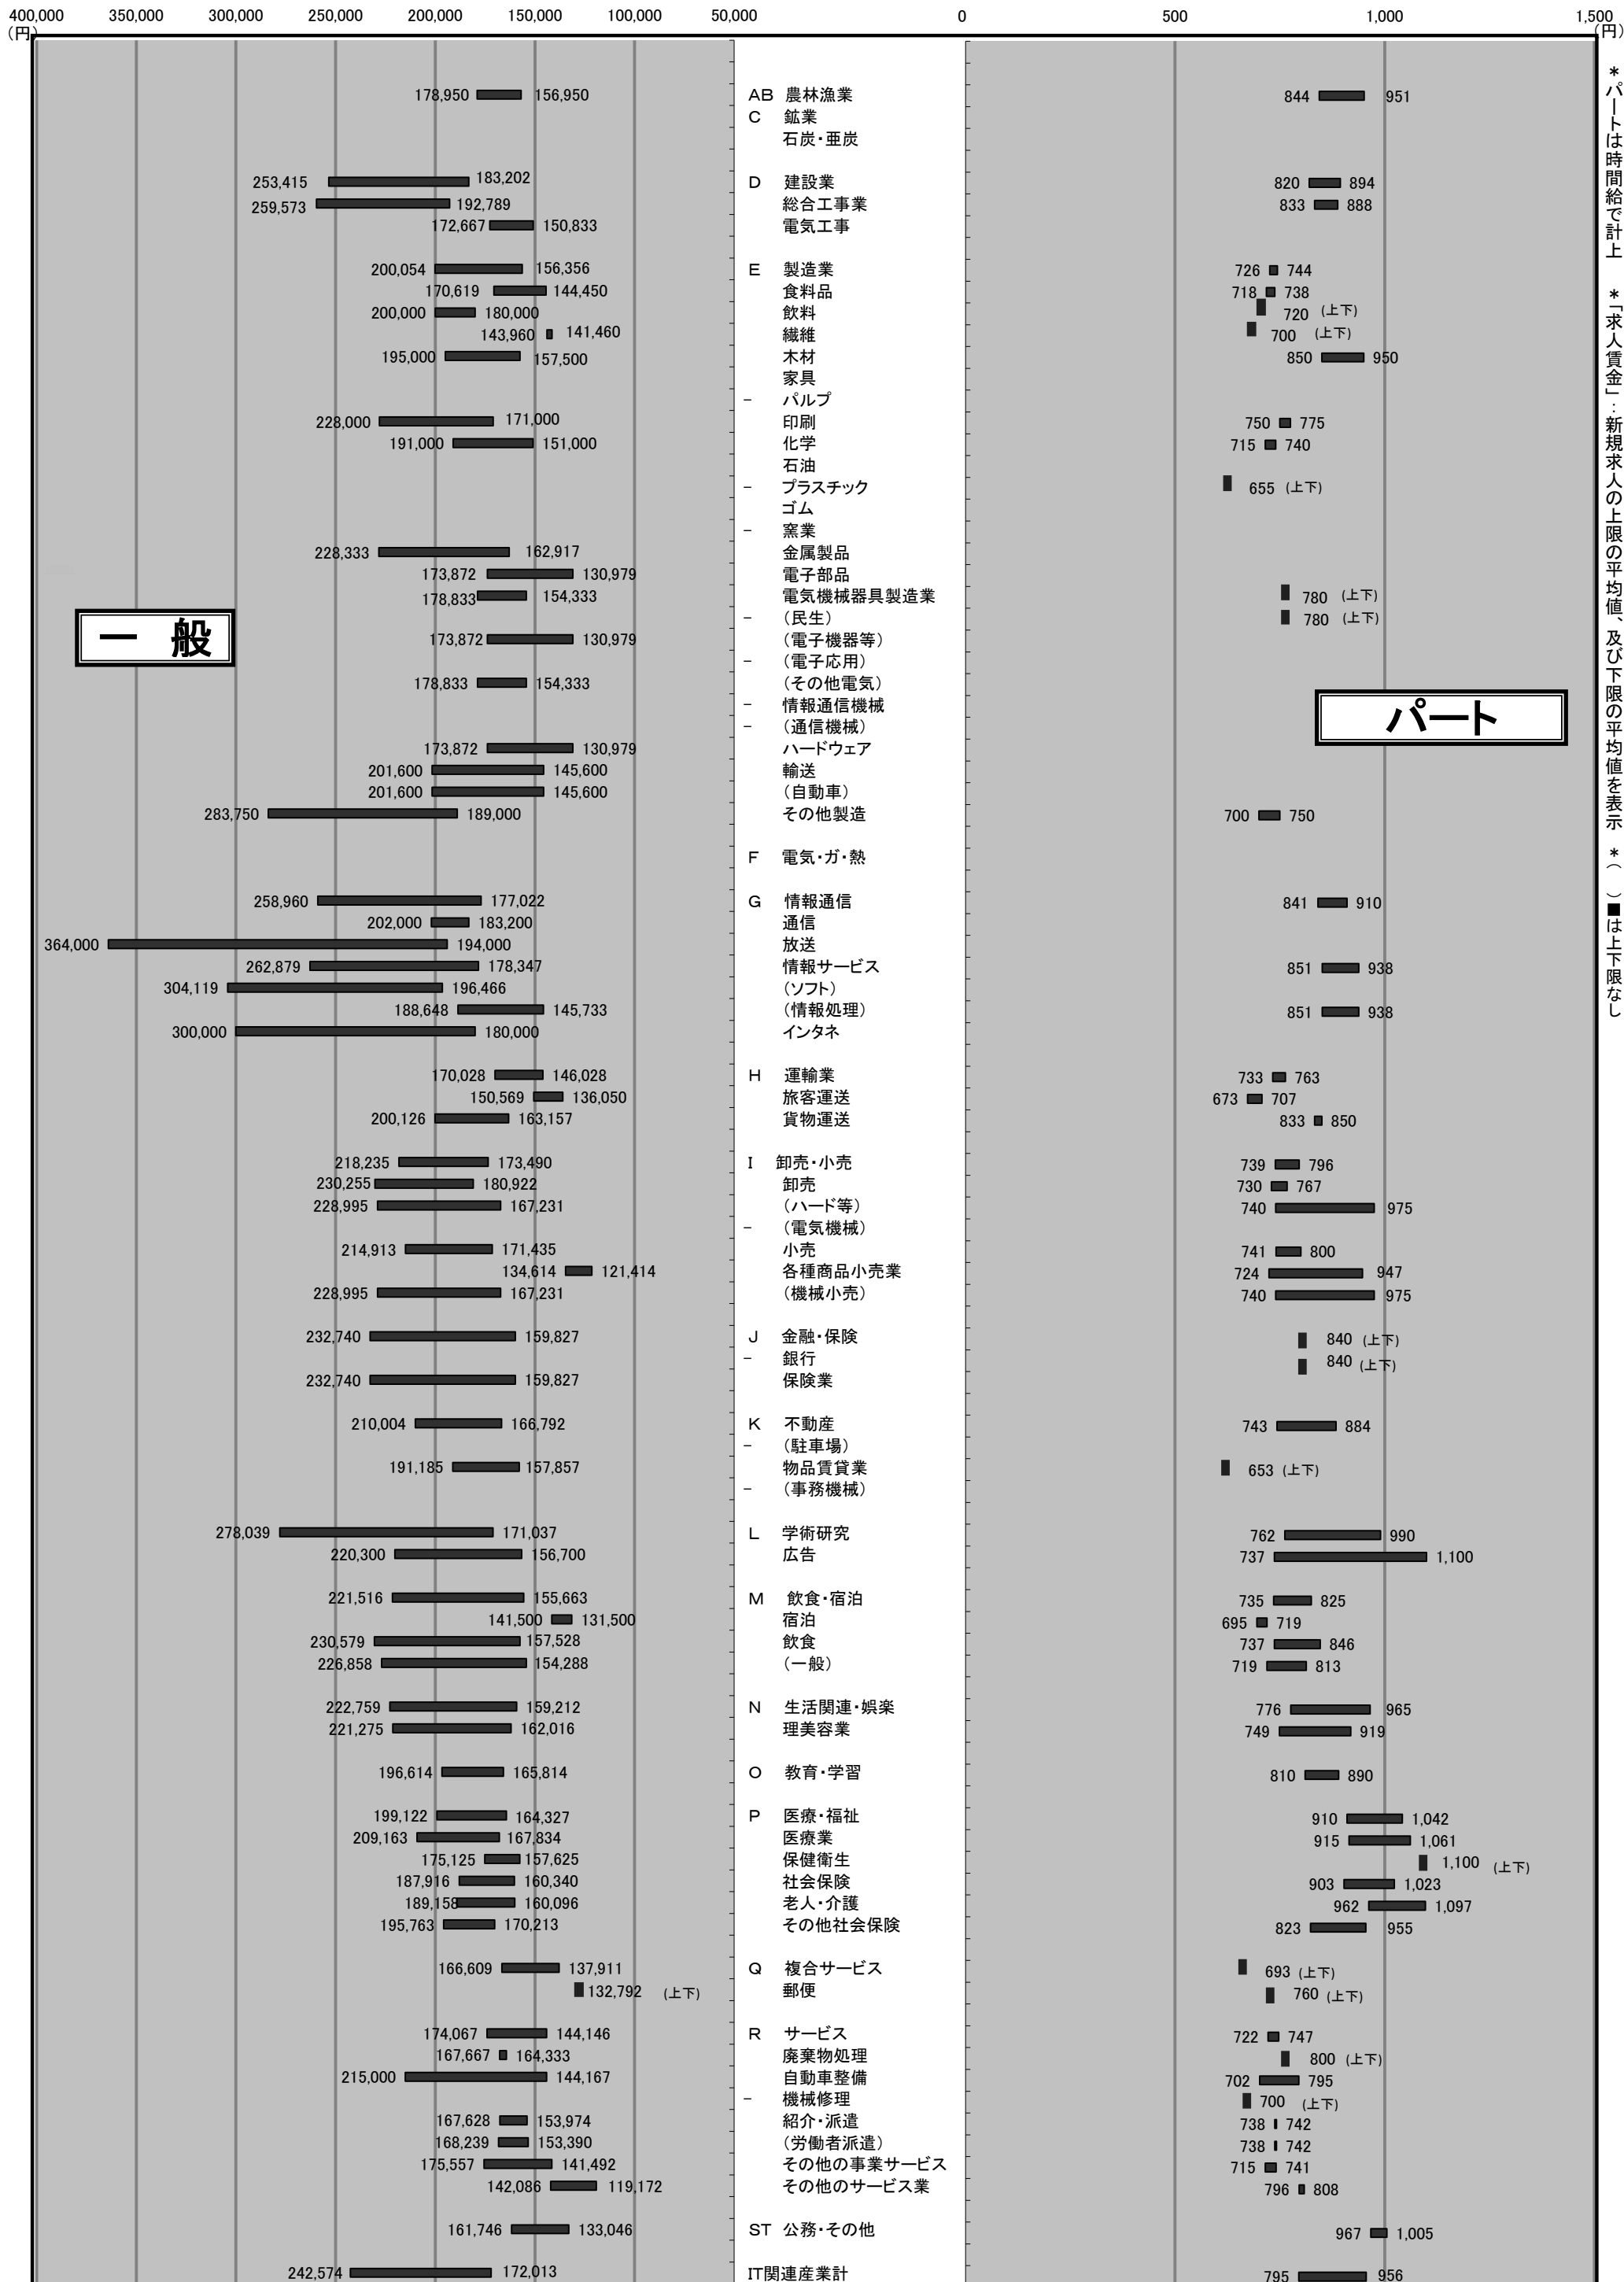 400,000 350,000 300,000 250,000 200,000 150,000 100,000 50,000 0 500 1,000 1,500
(円) (円)
178,950 156,950 AB 農林漁業 844 951
C 鉱業
石炭・亜炭
253,415 183,202 D 建設業 820 894
259,573 192,789 総合工事業 833 888
172,667 150,833 電気工事
200,054 156,356 E 製造業 726 744
170,619 144,450 食料品 718 738
200,000 180,000 飲料 720 (上下)
143,960 141,460 繊維 700 (上下)
195,000 157,500 木材 850 950
家具
- パルプ
228,000 171,000 印刷 750 775
191,000 151,000 化学 715 740
石油
- プラスチック 655 (上下)
ゴム
- 窯業
228,333 162,917 金属製品
173,872 130,979 電子部品
178,833 154,333 電気機械器具製造業 780 (上下)
- (民生) 780 (上下)
一 般
173,872 130,979 (電子機器等)
- (電子応用)
178,833 154,333 (その他電気)
- 情報通信機械
パート
- (通信機械)
173,872 130,979 ハードウェア
201,600 145,600 輸送
201,600 145,600 (自動車)
283,750 189,000 その他製造 700 750
F 電気・ガ・熱
258,960 177,022 G 情報通信 841 910
202,000 183,200 通信
364,000 194,000 放送
262,879 178,347 情報サービス 851 938
304,119 196,466 (ソフト)
188,648 145,733 (情報処理) 851 938
300,000 180,000 インタネ
170,028 146,028 H 運輸業 733 763
150,569 136,050 旅客運送 673 707
200,126 163,157 貨物運送 833 850
218,235 173,490 I 卸売・小売 739 796
230,255 180,922 卸売 730 767
228,995 167,231 (ハード等) 740 975
- (電気機械)
214,913 171,435 小売 741 800
134,614 121,414 各種商品小売業 724 947
228,995 167,231 (機械小売) 740 975
232,740 159,827 J 金融・保険 840 (上下)
- 銀行 840 (上下)
232,740 159,827 保険業
210,004 166,792 K 不動産 743 884
- (駐車場)
191,185 157,857 物品賃貸業 653 (上下)
- (事務機械)
278,039 171,037 L 学術研究 762 990
220,300 156,700 広告 737 1,100
221,516 155,663 M 飲食・宿泊 735 825
141,500 131,500 宿泊 695 719
230,579 157,528 飲食 737 846
226,858 154,288 (一般) 719 813
222,759 159,212 N 生活関連・娯楽 776 965
221,275 162,016 理美容業 749 919
196,614 165,814 O 教育・学習 810 890
199,122 164,327 P 医療・福祉 910 1,042
209,163 167,834 医療業 915 1,061
175,125 157,625 保健衛生 1,100 (上下)
187,916 160,340 社会保険 903 1,023
189,158 160,096 老人・介護 962 1,097
195,763 170,213 その他社会保険 823 955
166,609 137,911 Q 複合サービス 693 (上下)
132,792 (上下) 郵便 760 (上下)
174,067 144,146 R サービス 722 747
167,667 164,333 廃棄物処理 800 (上下)
215,000 144,167 自動車整備 702 795
- 機械修理 700 (上下)
167,628 153,974 紹介・派遣 738 742
168,239 153,390 (労働者派遣) 738 742
175,557 141,492 その他の事業サービス 715 741
142,086 119,172 その他のサービス業 796 808
161,746 133,046 ST 公務・その他 967 1,005
242,574 172,013 IT関連産業計 795 956
*パートは時間給で計上 *「求人賃金」:新規求人の上限の平均値、及び下限の平均値を表示 *( )■は上下限なし